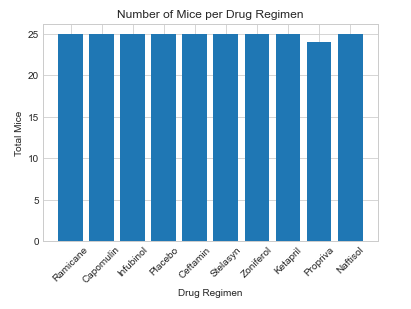 Number of Mice per Drug Regimen
Total Mice
25
20
15
10
5
0
Ramicane
Capomulin
Infubinol
Placebo
Ceftamin
Stelasyn
Zoniferol
Ketapril
Propriva
Naftisol
Drug Regimen